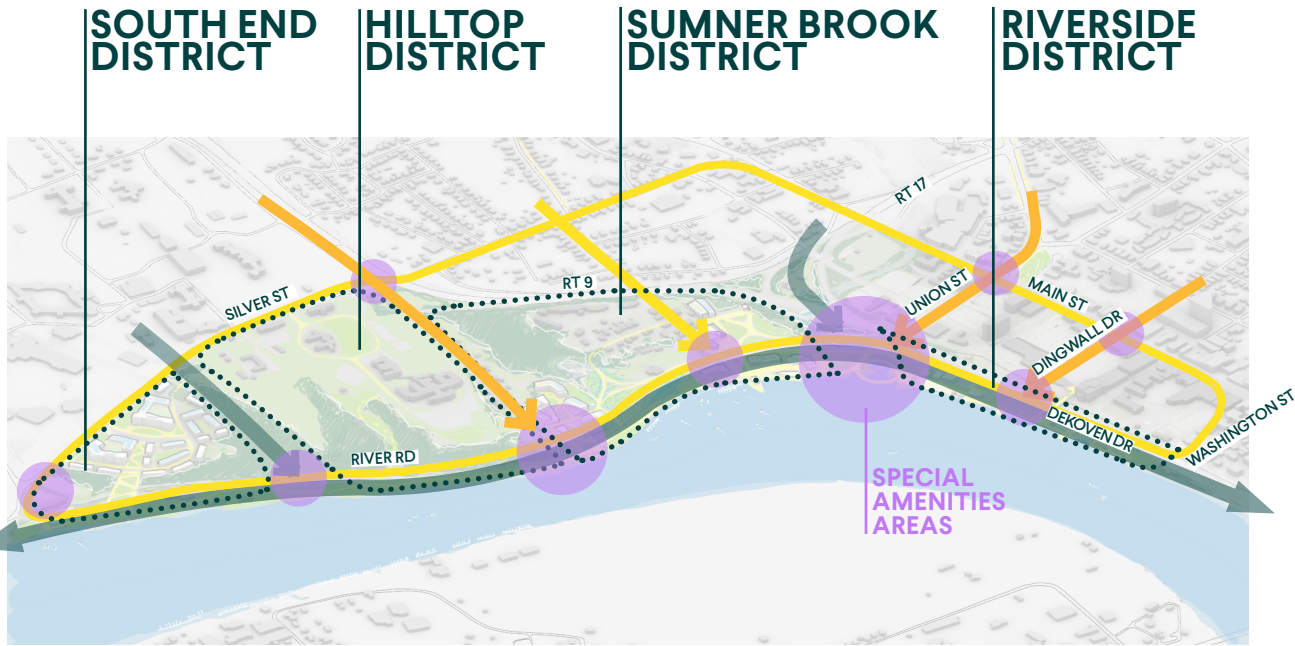 SOUTH END
DISTRICT
HILLTOP
DISTRICT
SUMNER BROOK
DISTRICT
RIVERSIDE
DISTRICT
RT 17
SILVER ST
RT 9
UNION ST
MAIN ST
DINGWALL DR
RIVER RD
DEKOVEN DR
WASHINGTON ST
SPECIAL
AMENITIES
AREAS